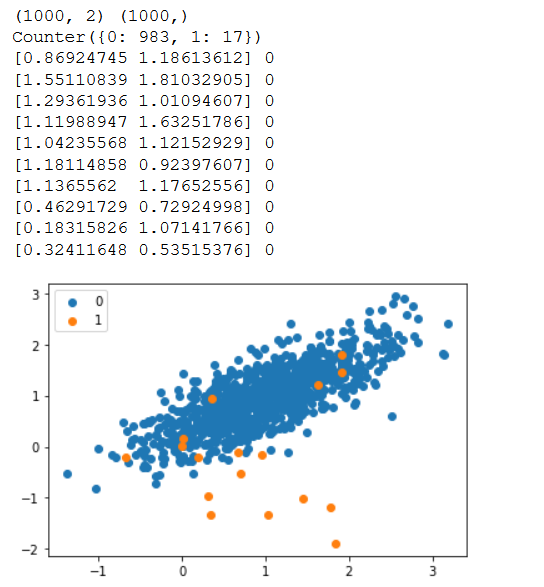 (1000, 2) (1000,)
Counter({0: 983, 1: 17})
[0.86924745 1.18613612] 0
[1.55110839 1.81032905] 0
[1.29361936 1.01094607] 0
[1.11988947 1.63251786] 0
[1.04235568 1.12152929] 0
[1.18114858 0.92397607] 0
[1.1365562  1.17652556] 0
[0.46291729 0.72924998] 0
[0.18315826 1.07141766] 0
[0.32411648 0.53515376] 0
0
1
3
2
1
0
−1
−2
−1 0 1 2 3